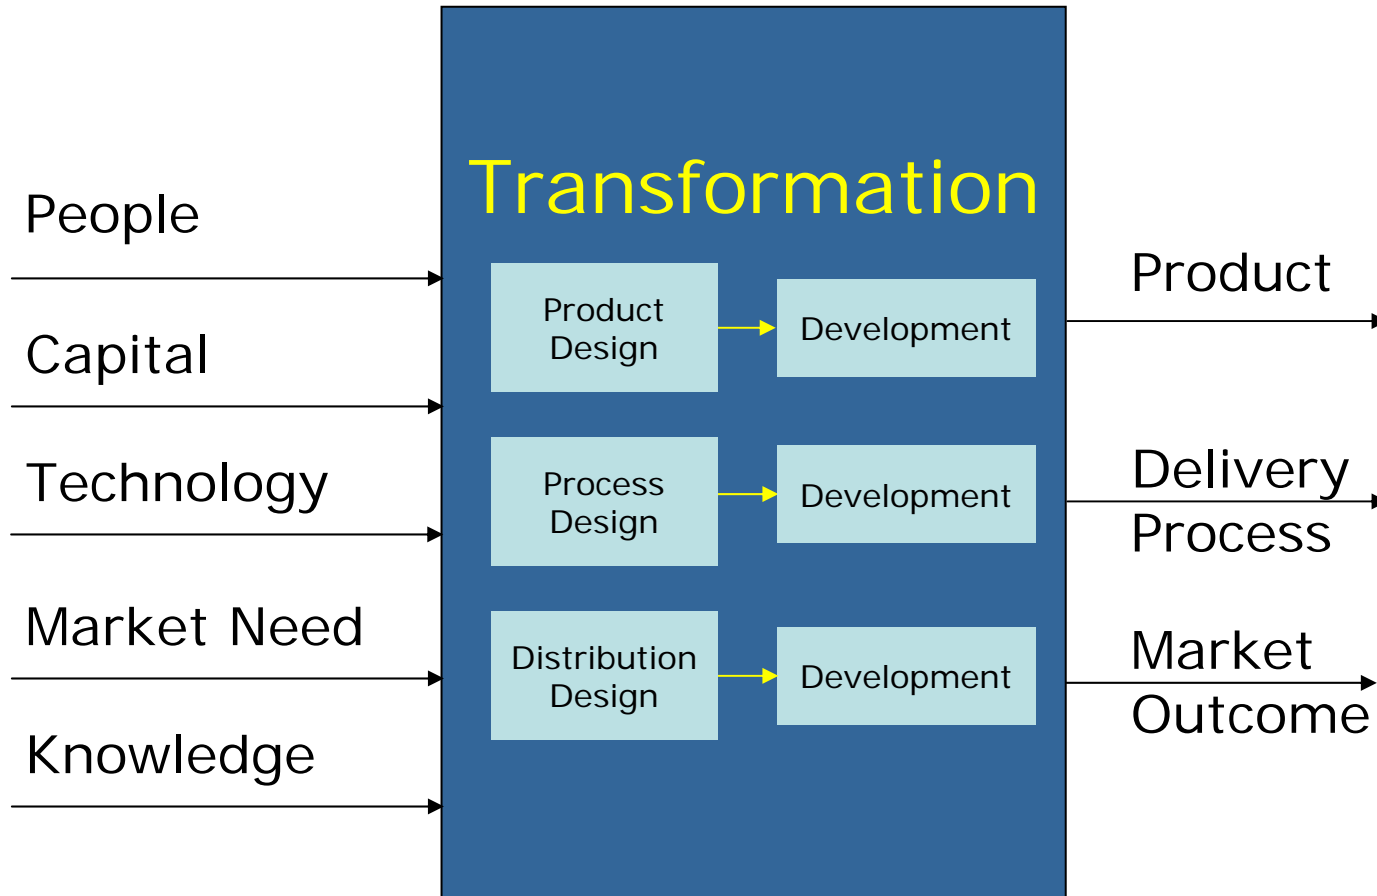 People
Capital
Technology
Market Need
Knowledge
Transformation
Product
Design
Development
Process
Design
Development
Distribution
Design
Development
Product
Delivery
Process
Market
Outcome